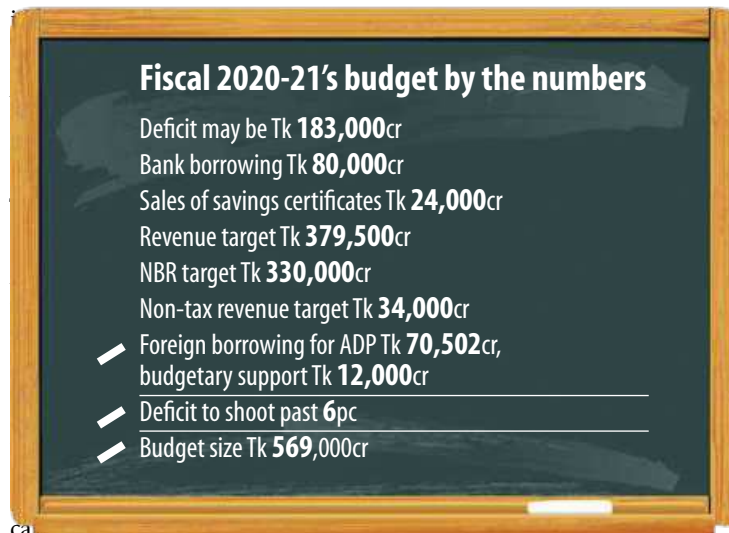 Fiscal 2020-21's budget by the numbers
Deficit may be Tk 183,000cr
Bank borrowing Tk 80,000cr
Sales of savings certificates Tk 24,000cr
Revenue target Tk 379,500cr
NBR target Tk 330,000cr
Non-tax revenue target Tk 34,000cr
Foreign borrowing for ADP Tk 70,502cr,
budgetary support Tk 12,000cr
Deficit to shoot past 6pc
Budget size Tk 569,000cr
ca